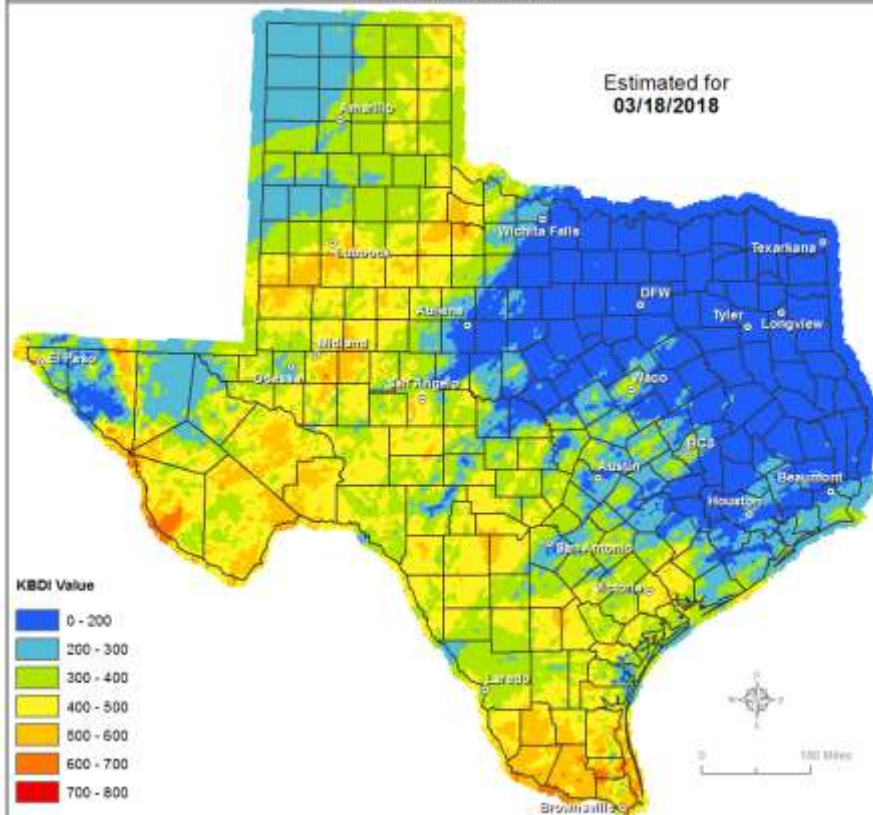 Estimated for
03/18/2018
Amarillo
Wichita Falls
Texarkana
Lubbock
DFW
Abilene
Tyler
Longview
El Paso
Midland
Odessa
San Angelo
Waco
BCS
Austin
Beaumont
Houston
San Antonio
Victoria
KBDI Value
0 - 200
200 - 300
300 - 400
400 - 500
500 - 600
600 - 700
700 - 800
Laredo
0
180 Miles
Brownsville